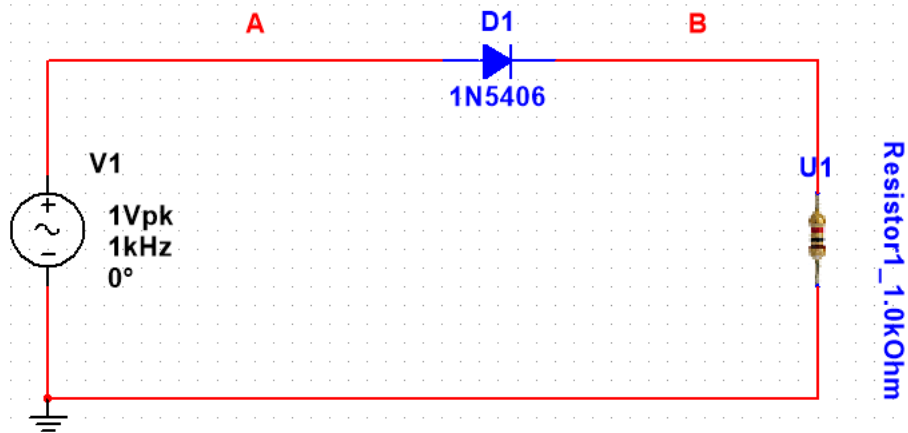 A
D1
B
1N5406
V1
1Vpk
1kHz
0°
U1
Resistor1_1.0kOhm